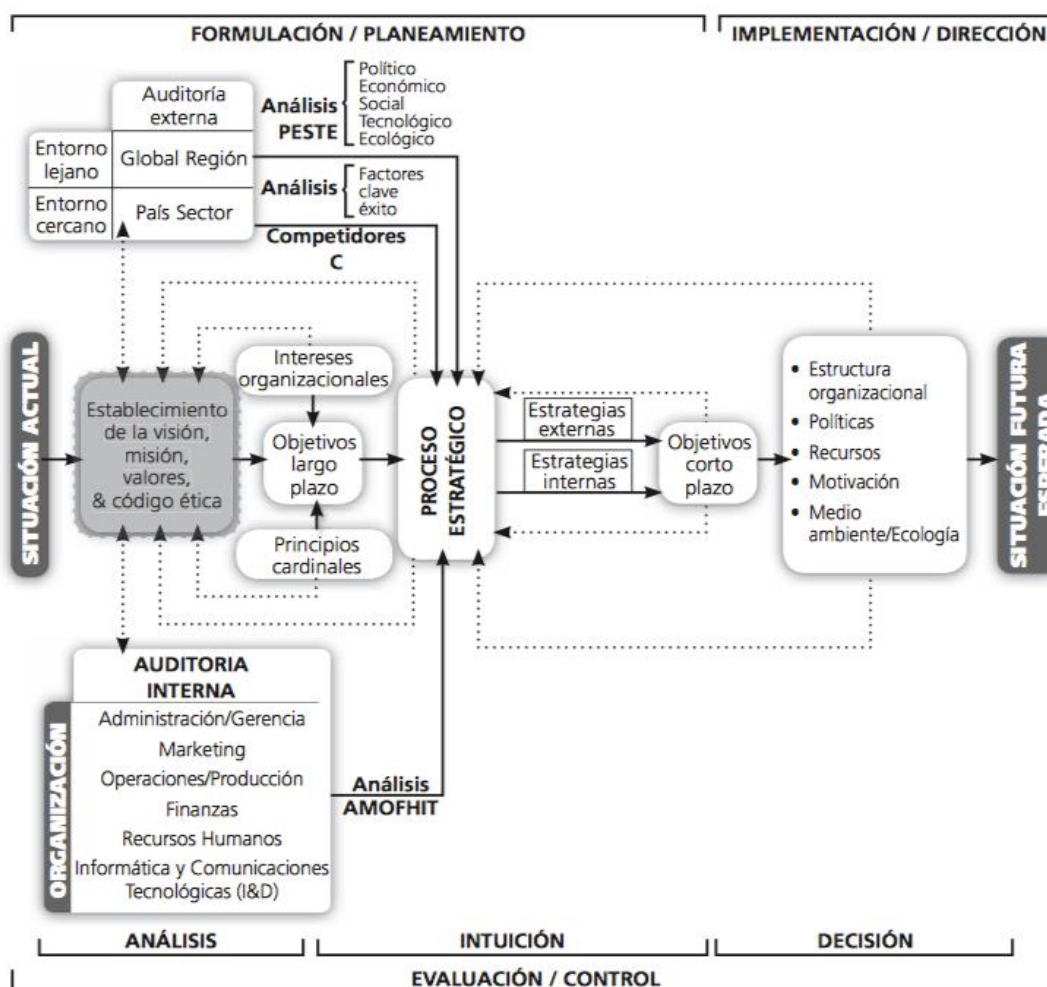 FORMULACIÓN / PLANEAMIENTO
IMPLEMENTACIÓN / DIRECCIÓN
Auditoría
externa
Entorno
lejano
Global Región
Entorno
cercano
País Sector
Análisis
PESTE
Político
Económico
Social
Tecnológico
Ecológico
Análisis
Factores
clave
éxito
Competidores
C
SITUACIÓN ACTUAL
Establecimiento
de la visión,
misión,
valores,
& código ética
Intereses
organizacionales
Objetivos
largo
plazo
Principios
cardinales
PROCESO
ESTRATÉGICO
Estrategias
externas
Estrategias
internas
Objetivos
corto
plazo
• Estructura
organizacional
• Políticas
• Recursos
• Motivación
• Medio
ambiente/Ecología
SITUACIÓN FUTURA
ESPERADA
ORGANIZACIÓN
AUDITORIA
INTERNA
Administración/Gerencia
Marketing
Operaciones/Producción
Finanzas
Recursos Humanos
Informática y Comunicaciones
Tecnológicas (I&D)
Análisis
AMOFHIT
ANÁLISIS
INTUICIÓN
DECISIÓN
EVALUACIÓN / CONTROL